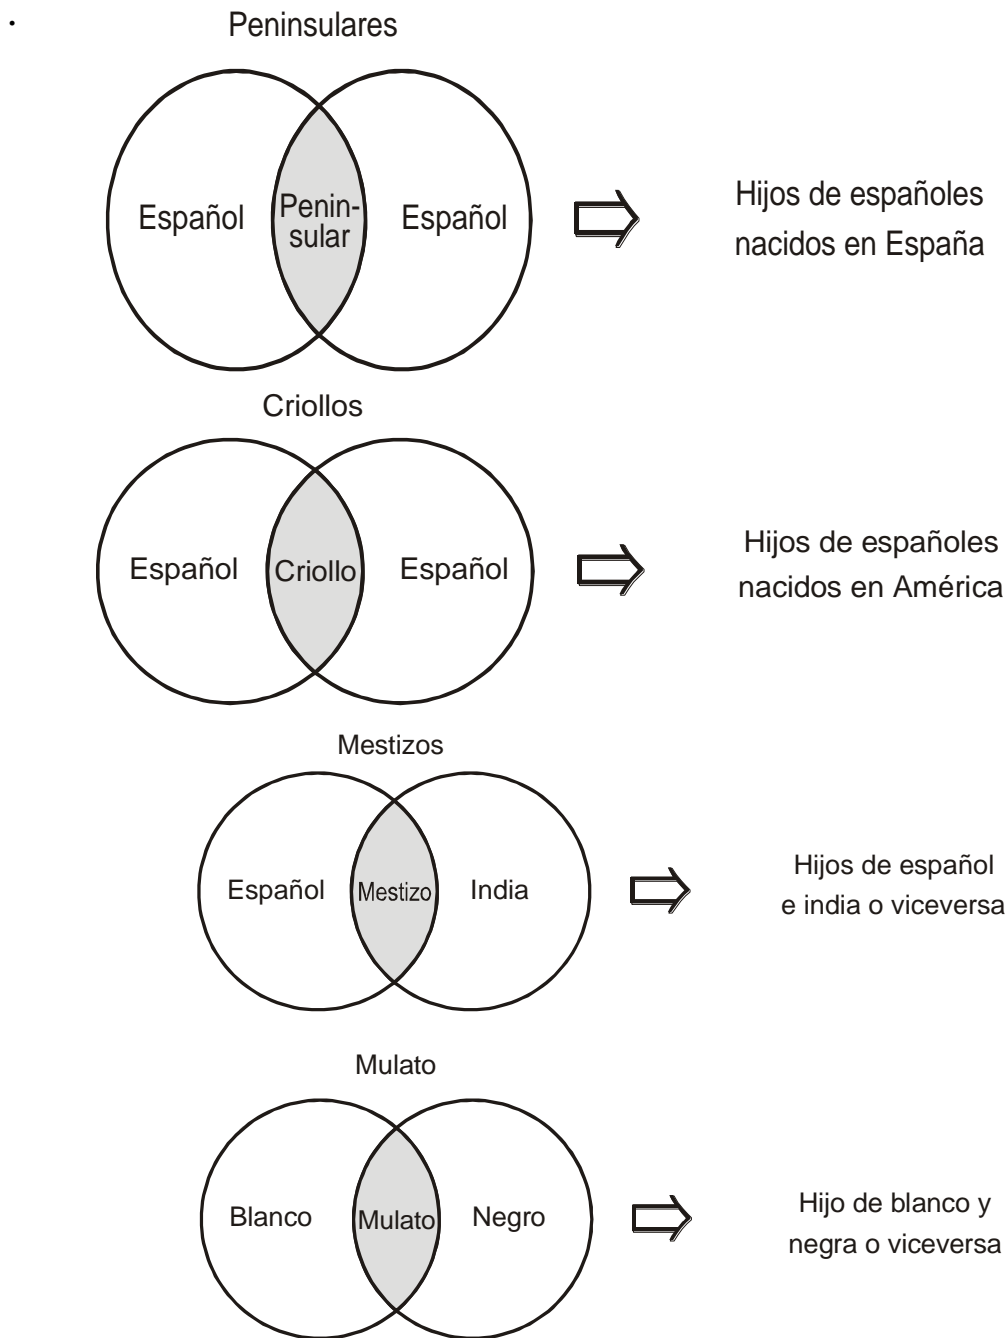 .
Peninsulares
Español
Penin-
sular
Español
Hijos de españoles
nacidos en España
Criollos
Español
Criollo
Español
Hijos de españoles
nacidos en América
Mestizos
Español
Mestizo
India
Hijos de español
e india o viceversa
Mulato
Blanco
Mulato
Negro
Hijo de blanco y
negra o viceversa